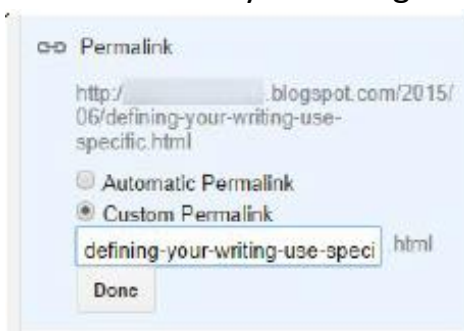 Permalink
http:/ .blogspot.com/2015/
06/defining-your-writing-use-
specific.html
Automatic Permalink
Custom Permalink
defining-your-writing-use-speci .html
Done